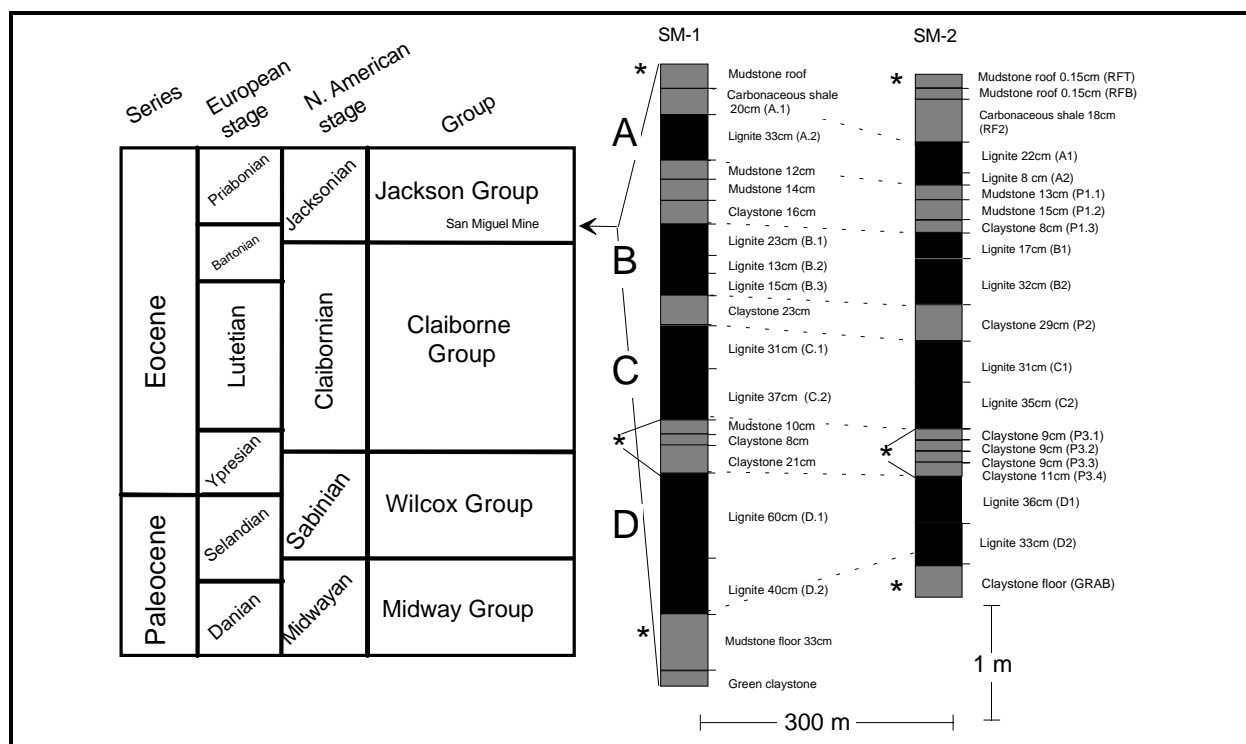 Series
European
stage
N. American
stage
Group
Eocene
Paleocene
Priabonian
Bartonian
Lutetian
Ypresian
Selandian
Danian
Jacksonian
Claibornian
Sabinian
Midwayan
Jackson Group
San Miguel Mine
Claiborne
Group
Wilcox Group
Midway Group
A
B
C
D
SM-1
*
Mudstone roof
Carbonaceous shale
20cm (A.1)
Lignite 33cm (A.2)
Mudstone 12cm
Mudstone 14cm
Claystone 16cm
Lignite 23cm (B.1)
Lignite 13cm (B.2)
Lignite 15cm (B.3)
Claystone 23cm
Lignite 31cm (C.1)
Lignite 37cm (C.2)
*
Mudstone 10cm
Claystone 8cm
Claystone 21cm
Lignite 60cm (D.1)
Lignite 40cm (D.2)
*
Mudstone floor 33cm
Green claystone
SM-2
*
Mudstone roof 0.15cm (RFT)
Mudstone roof 0.15cm (RFB)
Carbonaceous shale 18cm
(RF2)
Lignite 22cm (A1)
Lignite 8 cm (A2)
Mudstone 13cm (P1.1)
Mudstone 15cm (P1.2)
Claystone 8cm (P1.3)
Lignite 17cm (B1)
Lignite 32cm (B2)
Claystone 29cm (P2)
Lignite 31cm (C1)
Lignite 35cm (C2)
*
Claystone 9cm (P3.1)
Claystone 9cm (P3.2)
Claystone 9cm (P3.3)
Claystone 11cm (P3.4)
Lignite 36cm (D1)
Lignite 33cm (D2)
*
Claystone floor (GRAB)
1 m
300 m